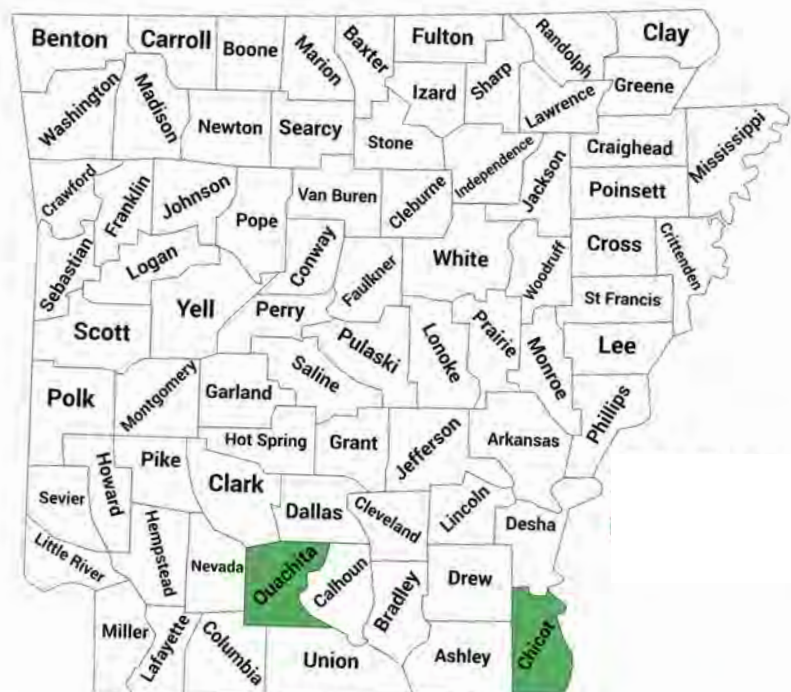 Benton
Carroll
Boone
Marion
Baxter
Fulton
Randolph
Clay
Washington
Madison
Newton
Searcy
Stone
Izard
Sharp
Lawrence
Greene
Crawford
Franklin
Johnson
Pope
Van Buren
Cleburne
Independence
Jackson
Craighead
Mississippi
Poinsett
Sebastian
Logan
Conway
Faulkner
White
Woodruff
Cross
Crittenden
Scott
Yell
Perry
Pulaski
Lonoke
Prairie
Monroe
St Francis
Lee
Polk
Montgomery
Garland
Saline
Phillips
Hot Spring
Grant
Jefferson
Arkansas
Sevier
Howard
Pike
Clark
Dallas
Cleveland
Lincoln
Desha
Little River
Hempstead
Nevada
Ouachita
Calhoun
Bradley
Drew
Miller
Lafayette
Columbia
Union
Ashley
Chicot